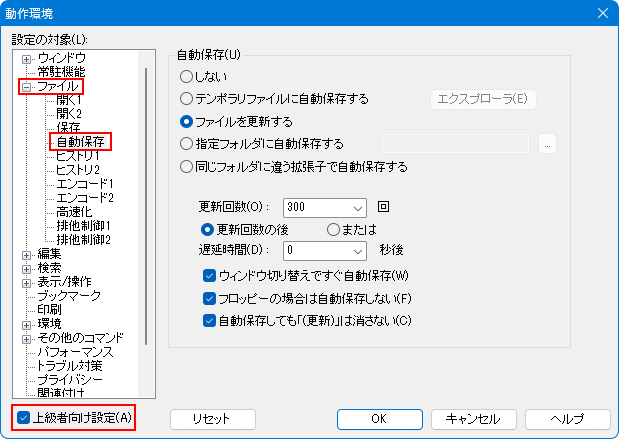 動作環境
設定の対象(L):
ウィンドウ
常駐機能
ファイル
開く1
開く2
保存
自動保存
ヒストリ1
ヒストリ2
エンコード1
エンコード2
高速化
排他制御1
排他制御2
編集
検索
表示/操作
ブックマーク
印刷
環境
その他のコマンド
パフォーマンス
トラブル対策
プライバシー
関連付け
上級者向け設定(A)
自動保存(U)
しない
テンポラリファイルに自動保存する
エクスプローラ(E)
ファイルを更新する
指定フォルダに自動保存する
...
同じフォルダに違う拡張子で自動保存する
更新回数(O): 300 回
更新回数の後 または
遅延時間(D): 0 秒後
ウィンドウ切り替えですぐ自動保存(W)
フロッピーの場合は自動保存しない(F)
自動保存しても「(更新)」は消さない(C)
リセット OK キャンセル ヘルプ